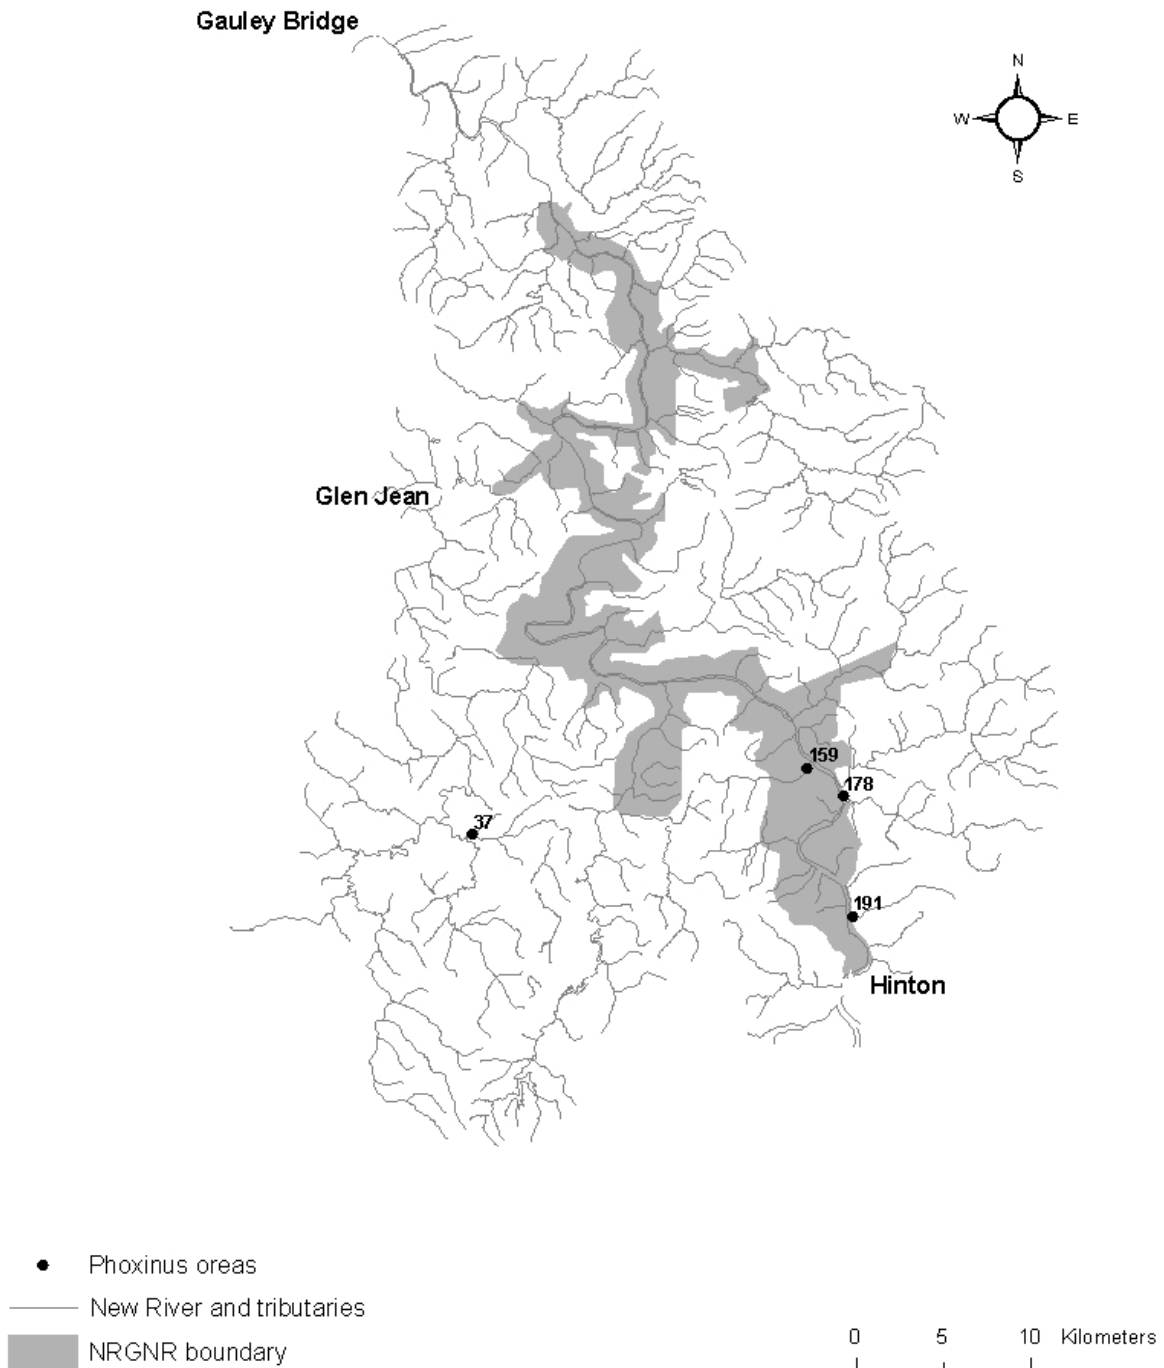 Gauley Bridge
N
W E
S
Glen Jean
159
178
37
191
Hinton
Phoxinus oreas
New River and tributaries
NRGNR boundary
0 5 10 Kilometers